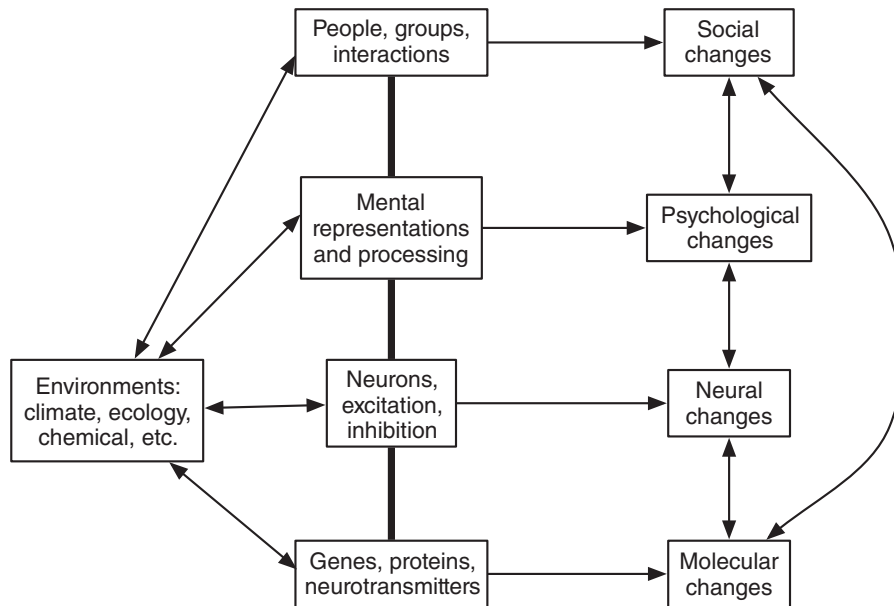 People, groups,
interactions
Social
changes
Mental
representations
and processing
Psychological
changes
Environments:
climate, ecology,
chemical, etc.
Neurons,
excitation,
inhibition
Neural
changes
Genes, proteins,
neurotransmitters
Molecular
changes